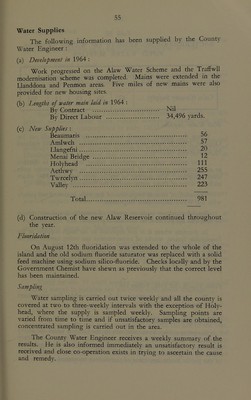 55
Water Supplies
The following information has been supplied by the County
Water Engineer :
(a) Development in 1964 :
Work progressed on the Alaw Water Scheme and the Traffwll
modernisation scheme was completed. Mains were extended in the
Llanddona and Penmon areas. Five miles of new mains were also
provided for new housing sites.
(b) Lengths of water main laid in 1964 :
By Contract ........................................ Nil
By Direct Labour ........................................ 34,496 yards.
(c) New Supplies :
Beaumaris ........................................ 56
Amlwch ........................................ 57
Llangefni ........................................ 20
Menai Bridge ........................................ 12
Holyhead ........................................ 111
Aethwy ........................................ 255
Twrcelyn ........................................ 247
Valley ........................................ 223
Total ........................................ 981
(d) Construction of the new Alaw Reservoir continued throughout
the year.
Fluoridation
On August 12th fluoridation was extended to the whole of the
island and the old sodium fluoride saturator was replaced with a solid
feed machine using sodium silico-fluoride. Checks locally and by the
Government Chemist have shewn as previously that the correct level
has been maintained.
Sampling
Water sampling is carried out twice weekly and all the county is
covered at two to three-weekly intervals with the exception of Holy-
head, where the supply is sampled weekly. Sampling points are
varied from time to time and if unsatisfactory samples are obtained,
concentrated sampling is carried out in the area.
The County Water Engineer receives a weekly summary of the
results. He is also informed immediately an unsatisfactory result is
received and close co-operation exists in trying to ascertain the cause
and remedy.